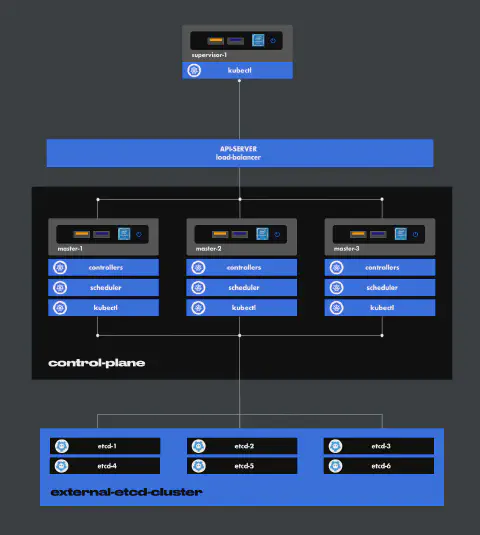 supervisor-1
kubectl
API-SERVER
load-balancer
master-1 master-2 master-3
controllers controllers controllers
scheduler scheduler scheduler
kubectl kubectl kubectl
control-plane
etcd-1 etcd-2 etcd-3
etcd-4 etcd-5 etcd-6
external-etcd-cluster